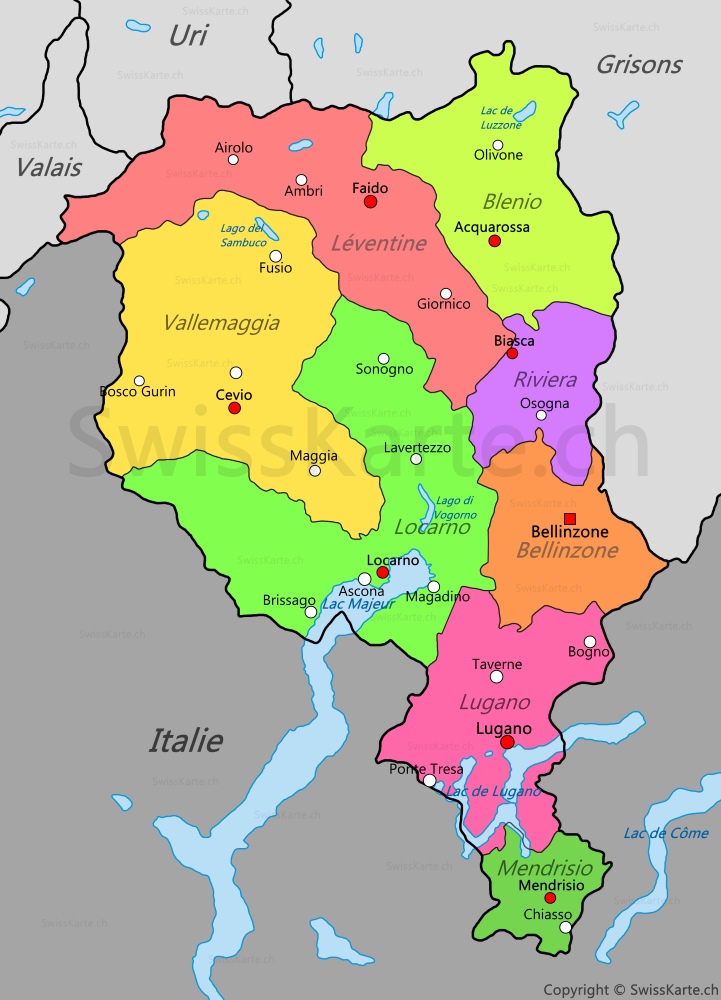 Uri
Grisons
Valais
Lac de
Luzzone
Airolo
Olivone
Ambri
Faido
Blenio
Acquarossa
Lago del
Sambuco
Léventine
Fusio
Giornico
Vallemaggia
Biasca
Sonogno
Riviera
Bosco Gurin
Cevio
Osogna
SwissKarte.ch
Maggia
Lavertezzo
Lago di
Vogorno
Locarno
Bellinzone
Bellinzone
Locarno
Ascona
Magadino
Brissago
Lac Majeur
Bogno
Taverne
Lugano
Lugano
Italie
Ponte Tresa
Lac de Lugano
Lac de Côme
Mendrisio
Mendrisio
Chiasso
SwissKarte.ch
Copyright © SwissKarte.ch